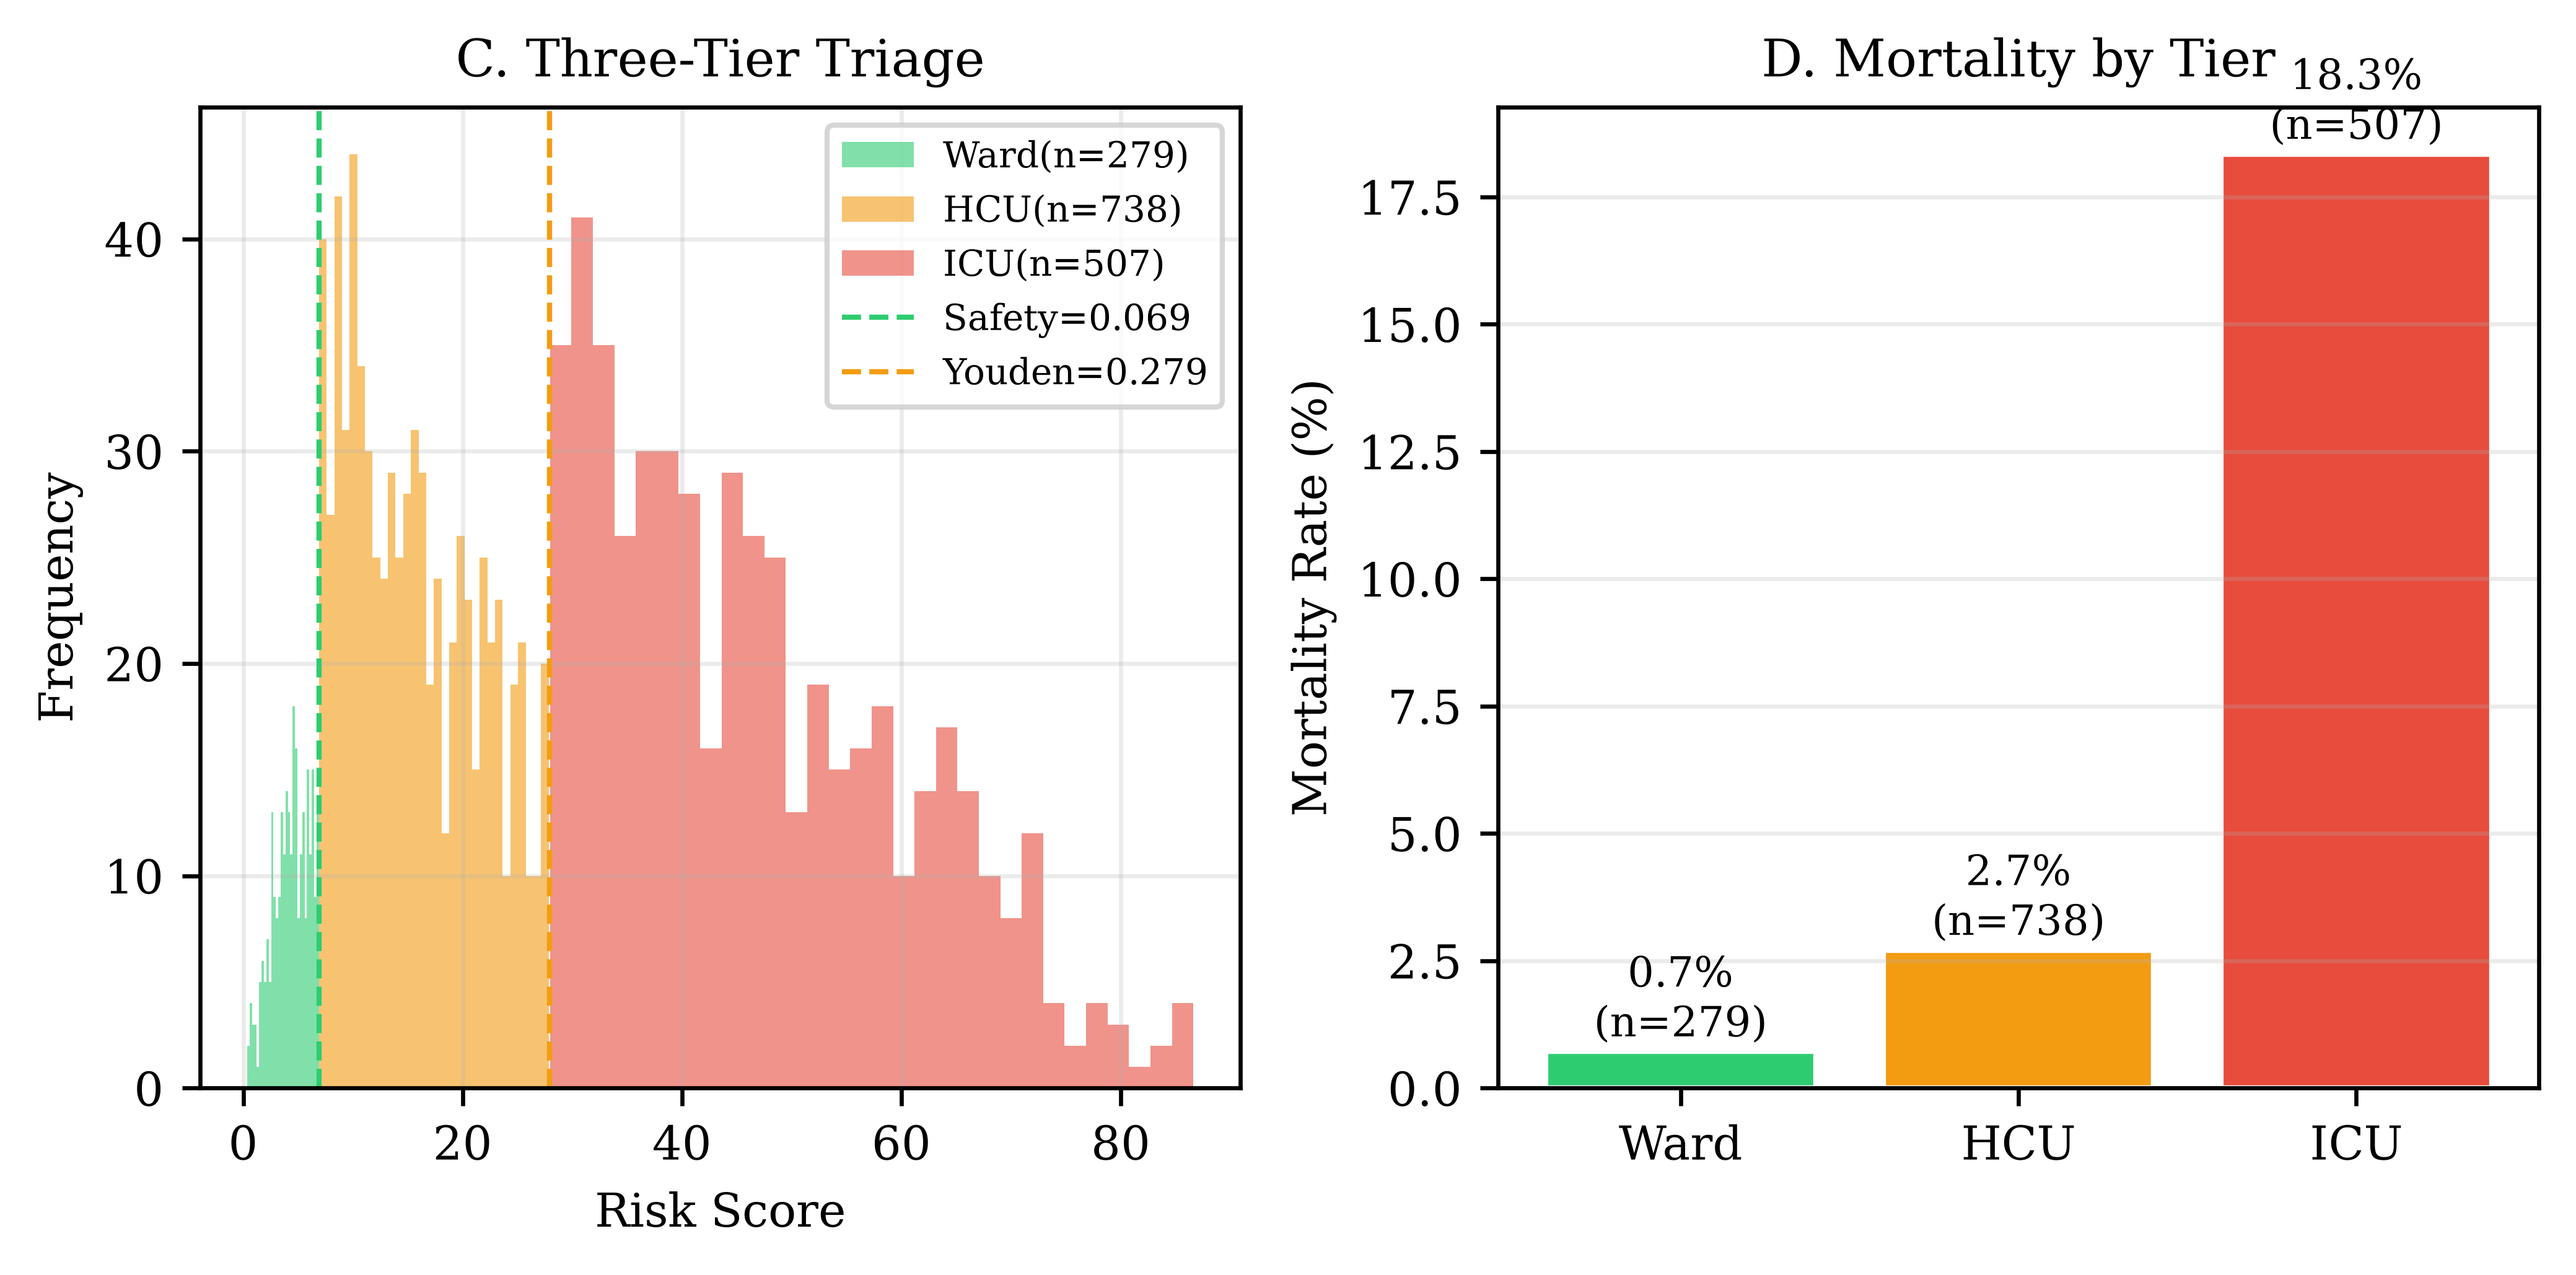 C. Three-Tier Triage
Frequency
40
30
20
10
0
0 20 40 60 80
Risk Score
Ward(n=279)
HCU(n=738)
ICU(n=507)
Safety=0.069
Youden=0.279
D. Mortality by Tier
Mortality Rate (%)
17.5
15.0
12.5
10.0
7.5
5.0
2.5
0.0
18.3%
(n=507)
2.7%
(n=738)
0.7%
(n=279)
Ward HCU ICU